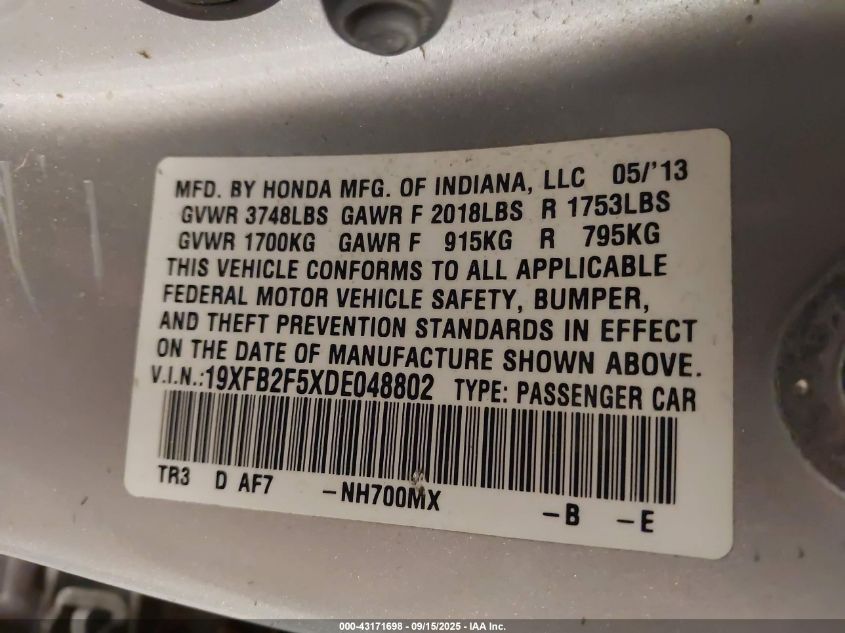 MFD. BY HONDA MFG. OF INDIANA, LLC 05/'13
GVWR 3748LBS GAWR F 2018LBS R 1753LBS
GVWR 1700KG GAWR F 915KG R 795KG
THIS VEHICLE CONFORMS TO ALL APPLICABLE
FEDERAL MOTOR VEHICLE SAFETY, BUMPER,
AND THEFT PREVENTION STANDARDS IN EFFECT
ON THE DATE OF MANUFACTURE SHOWN ABOVE.
V.I.N.:19XFB2F5XDE048802 TYPE: PASSENGER CAR
TR3 D AF7 -NH700MX -B -E
000-43171698 - 09/15/2025 - IAA Inc.